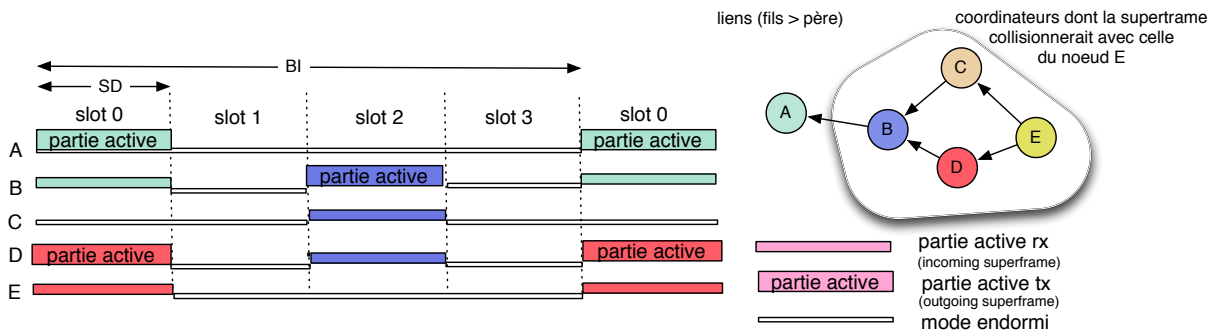 BI
SD
slot 0 slot 1 slot 2 slot 3 slot 0
A partie active partie active
B partie active
C
D partie active partie active
E
liens (fils > père)
coordinateurs dont la supertrame
collisionnerait avec celle
du noeud E
C
A
B
E
D
partie active rx
(incoming superframe)
partie active partie active tx
(outgoing superframe)
mode endormi